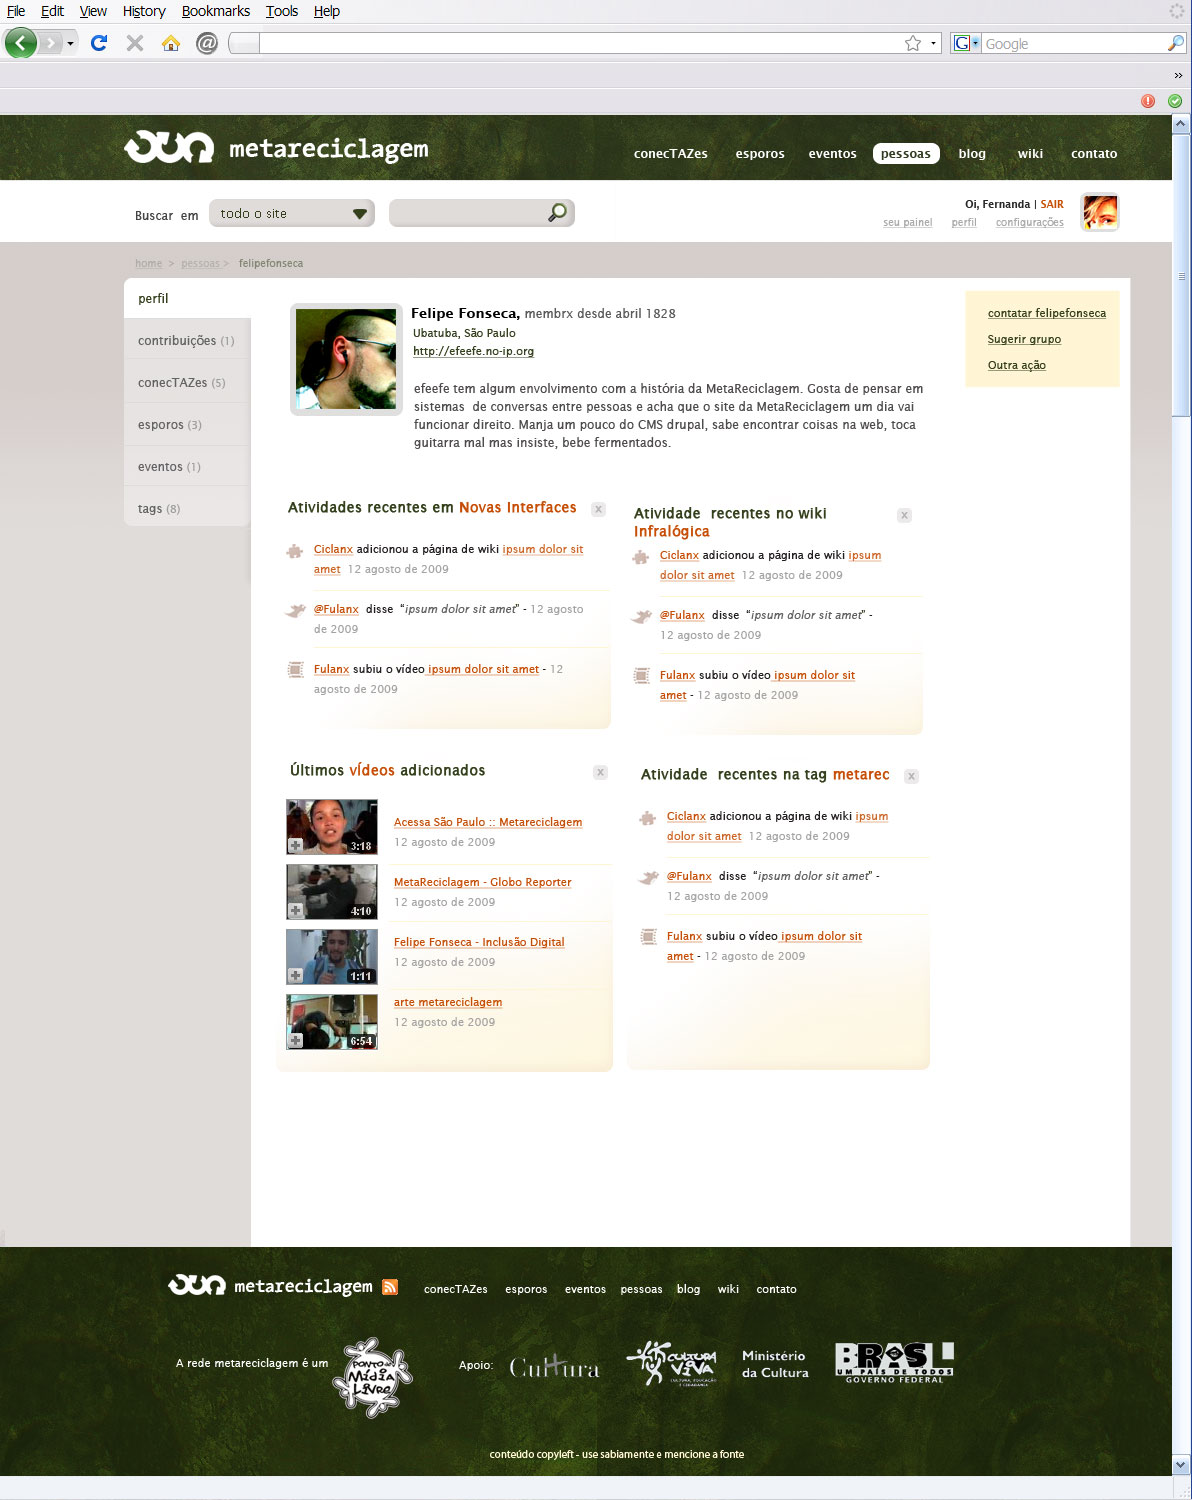 File Edit View History Bookmarks Tools Help
@
G Google
»
metareciclagem
conecTAZes esporos eventos pessoas blog wiki contato
Buscar em todo o site
Oi, Fernanda | SAIR
seu painel perfil configurações
home > pessoas > felipefonseca
perfil
contribuições (1)
conecTAZes (5)
esporos (3)
eventos (1)
tags (8)
Felipe Fonseca, membrx desde abril 1828
Ubatuba, São Paulo
http://efeefe.no-ip.org
efeefe tem algum envolvimento com a história da MetaReciclagem. Gosta de pensar em
sistemas de conversas entre pessoas e acha que o site da MetaReciclagem um dia vai
funcionar direito. Manja um pouco do CMS drupal, sabe encontrar coisas na web, toca
guitarra mal mas insiste, bebe fermentados.
contatar felipefonseca
Sugerir grupo
Outra ação
Atividades recentes em Novas Interfaces x
Ciclanx adicionou a página de wiki ipsum dolor sit
amet 12 agosto de 2009
@Fulanx disse “ipsum dolor sit amet” - 12 agosto
de 2009
Fulanx subiu o vídeo ipsum dolor sit amet - 12
agosto de 2009
Atividade recentes no wiki x
Infralógica
Ciclanx adicionou a página de wiki ipsum
dolor sit amet 12 agosto de 2009
@Fulanx disse “ipsum dolor sit amet” -
12 agosto de 2009
Fulanx subiu o vídeo ipsum dolor sit
amet - 12 agosto de 2009
Últimos vÍdeos adicionados x
3:18
Acessa São Paulo :: Metareciclagem
12 agosto de 2009
4:10
MetaReciclagem - Globo Reporter
12 agosto de 2009
1:11
Felipe Fonseca - Inclusão Digital
12 agosto de 2009
6:54
arte metareciclagem
12 agosto de 2009
Atividade recentes na tag metarec x
Ciclanx adicionou a página de wiki ipsum
dolor sit amet 12 agosto de 2009
@Fulanx disse “ipsum dolor sit amet” -
12 agosto de 2009
Fulanx subiu o vídeo ipsum dolor sit
amet - 12 agosto de 2009
metareciclagem
conecTAZes esporos eventos pessoas blog wiki contato
A rede metareciclagem é um
PONTO DE
MÍDIA
LIVRE
Apoio:
Cultura
CULTURA
VIVA
CULTURA, EDUCAÇÃO
E CIDADANIA
Ministério
da Cultura
BRASIL
UM PAÍS DE TODOS
GOVERNO FEDERAL
conteúdo copyleft - use sabiamente e mencione a fonte